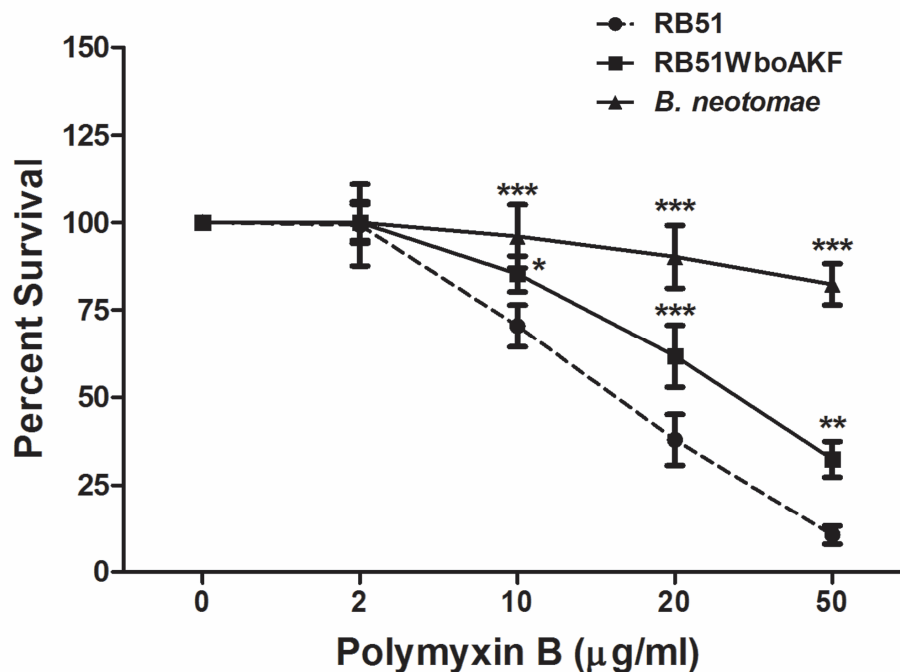 RB51
RB51WboAKF
B. neotomae
150
125
100
75
50
25
0
Percent Survival
***
***
***
*
***
**
0 2 10 20 50
Polymyxin B (μg/ml)